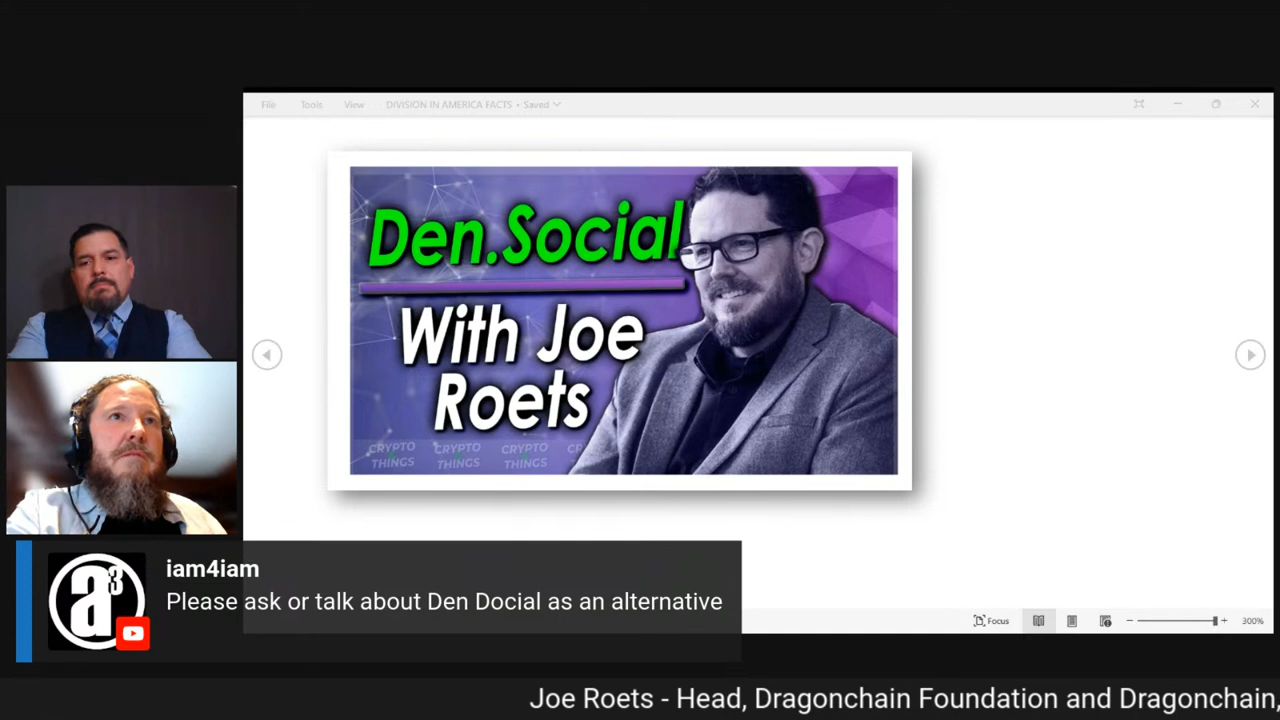 File Tools View DIVISION IN AMERICA FACTS • Saved
Den.Social
With Joe
Roets
CRYPTO THINGS CRYPTO THINGS CRYPTO THINGS
a3
iam4iam
Please ask or talk about Den Docial as an alternative
Focus
300%
Joe Roets - Head, Dragonchain Foundation and Dragonchain,